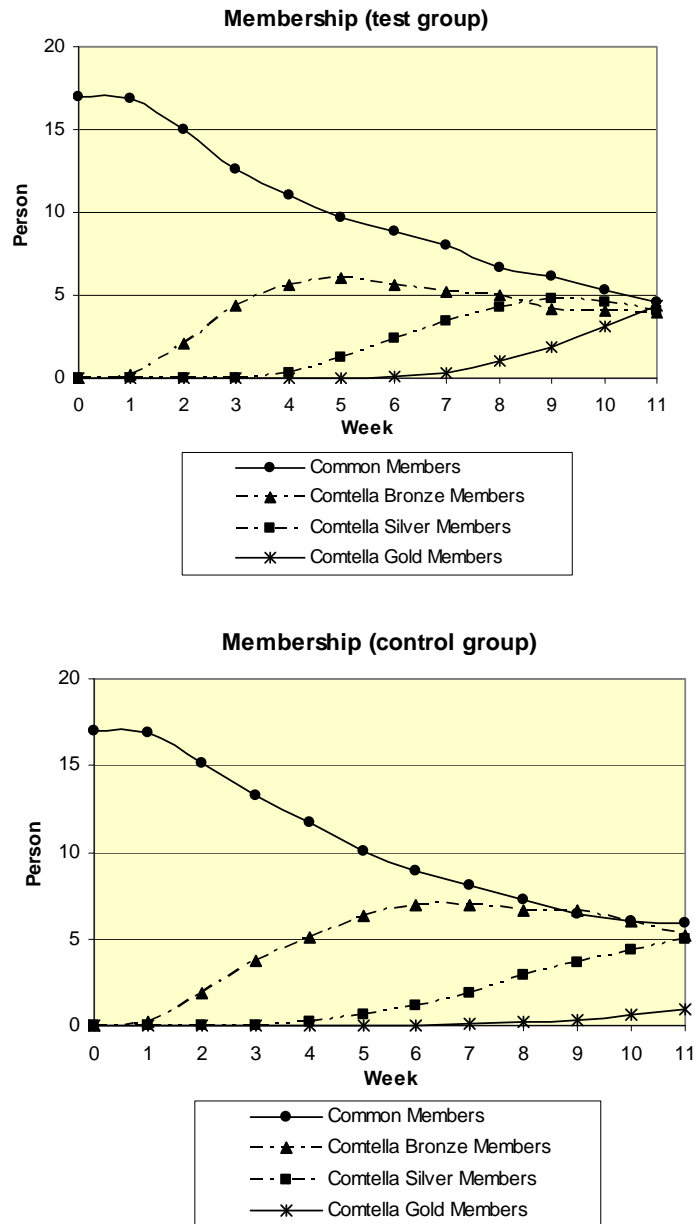 Membership (test group)
20
15
10
5
0
Person
0 1 2 3 4 5 6 7 8 9 10 11
Week
Common Members
Comtella Bronze Members
Comtella Silver Members
Comtella Gold Members
Membership (control group)
20
15
10
5
0
Person
0 1 2 3 4 5 6 7 8 9 10 11
Week
Common Members
Comtella Bronze Members
Comtella Silver Members
Comtella Gold Members